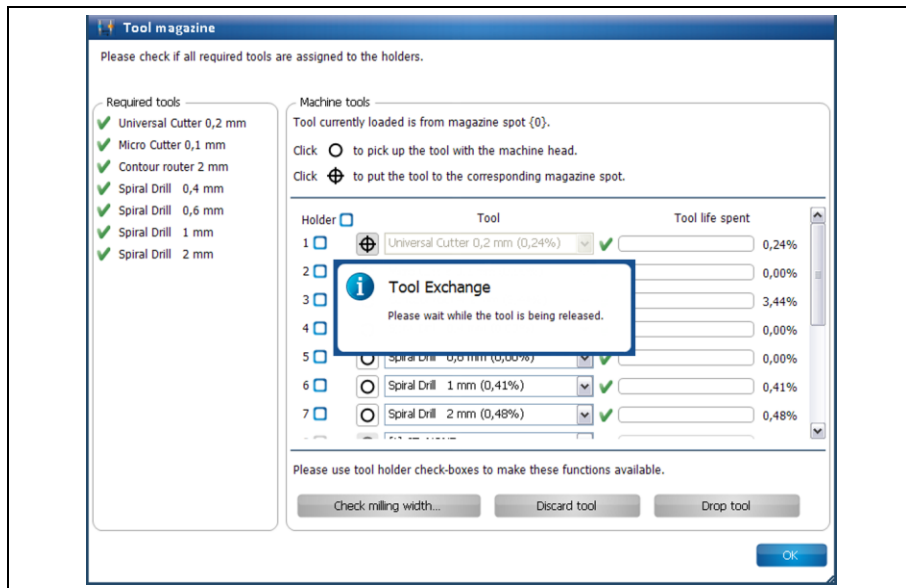 Tool magazine
Please check if all required tools are assigned to the holders.
Required tools
Universal Cutter 0,2 mm
Micro Cutter 0,1 mm
Contour router 2 mm
Spiral Drill 0,4 mm
Spiral Drill 0,6 mm
Spiral Drill 1 mm
Spiral Drill 2 mm
Machine tools
Tool currently loaded is from magazine spot {0}.
Click to pick up the tool with the machine head.
Click to put the tool to the corresponding magazine spot.
Holder Tool Tool life spent
1 Universal Cutter 0,2 mm (0,24%) 0,24%
2 0,00%
3 3,44%
4 0,00%
5 Spiral Drill 0,6 mm (0,00%) 0,00%
6 Spiral Drill 1 mm (0,41%) 0,41%
7 Spiral Drill 2 mm (0,48%) 0,48%
Tool Exchange
Please wait while the tool is being released.
Please use tool holder check-boxes to make these functions available.
Check milling width... Discard tool Drop tool
OK